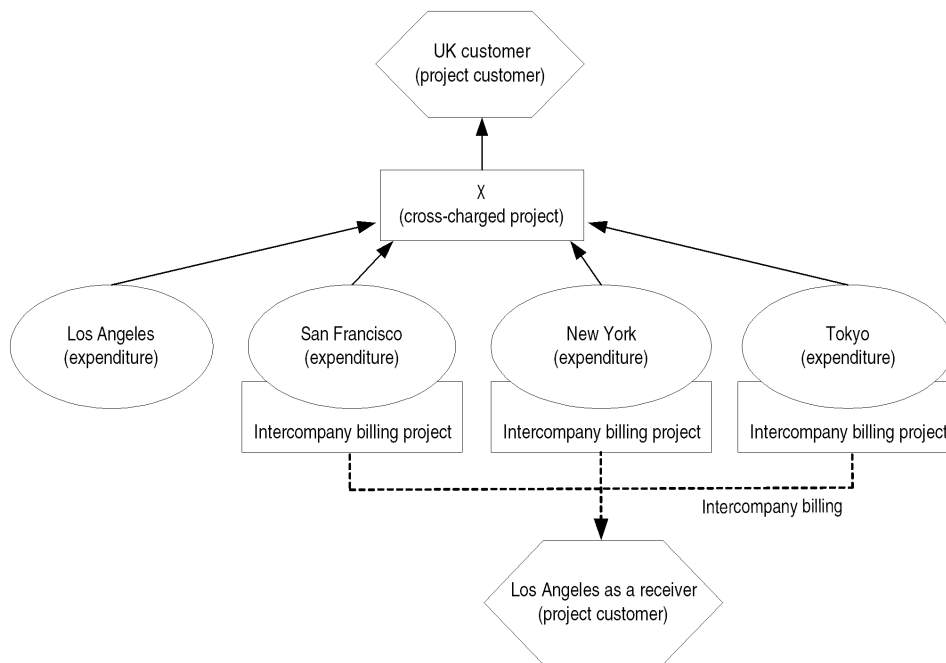 UK customer
(project customer)
X
(cross-charged project)
Los Angeles
(expenditure)
San Francisco
(expenditure)
New York
(expenditure)
Tokyo
(expenditure)
Intercompany billing project
Intercompany billing project
Intercompany billing project
Intercompany billing
Los Angeles as a receiver
(project customer)